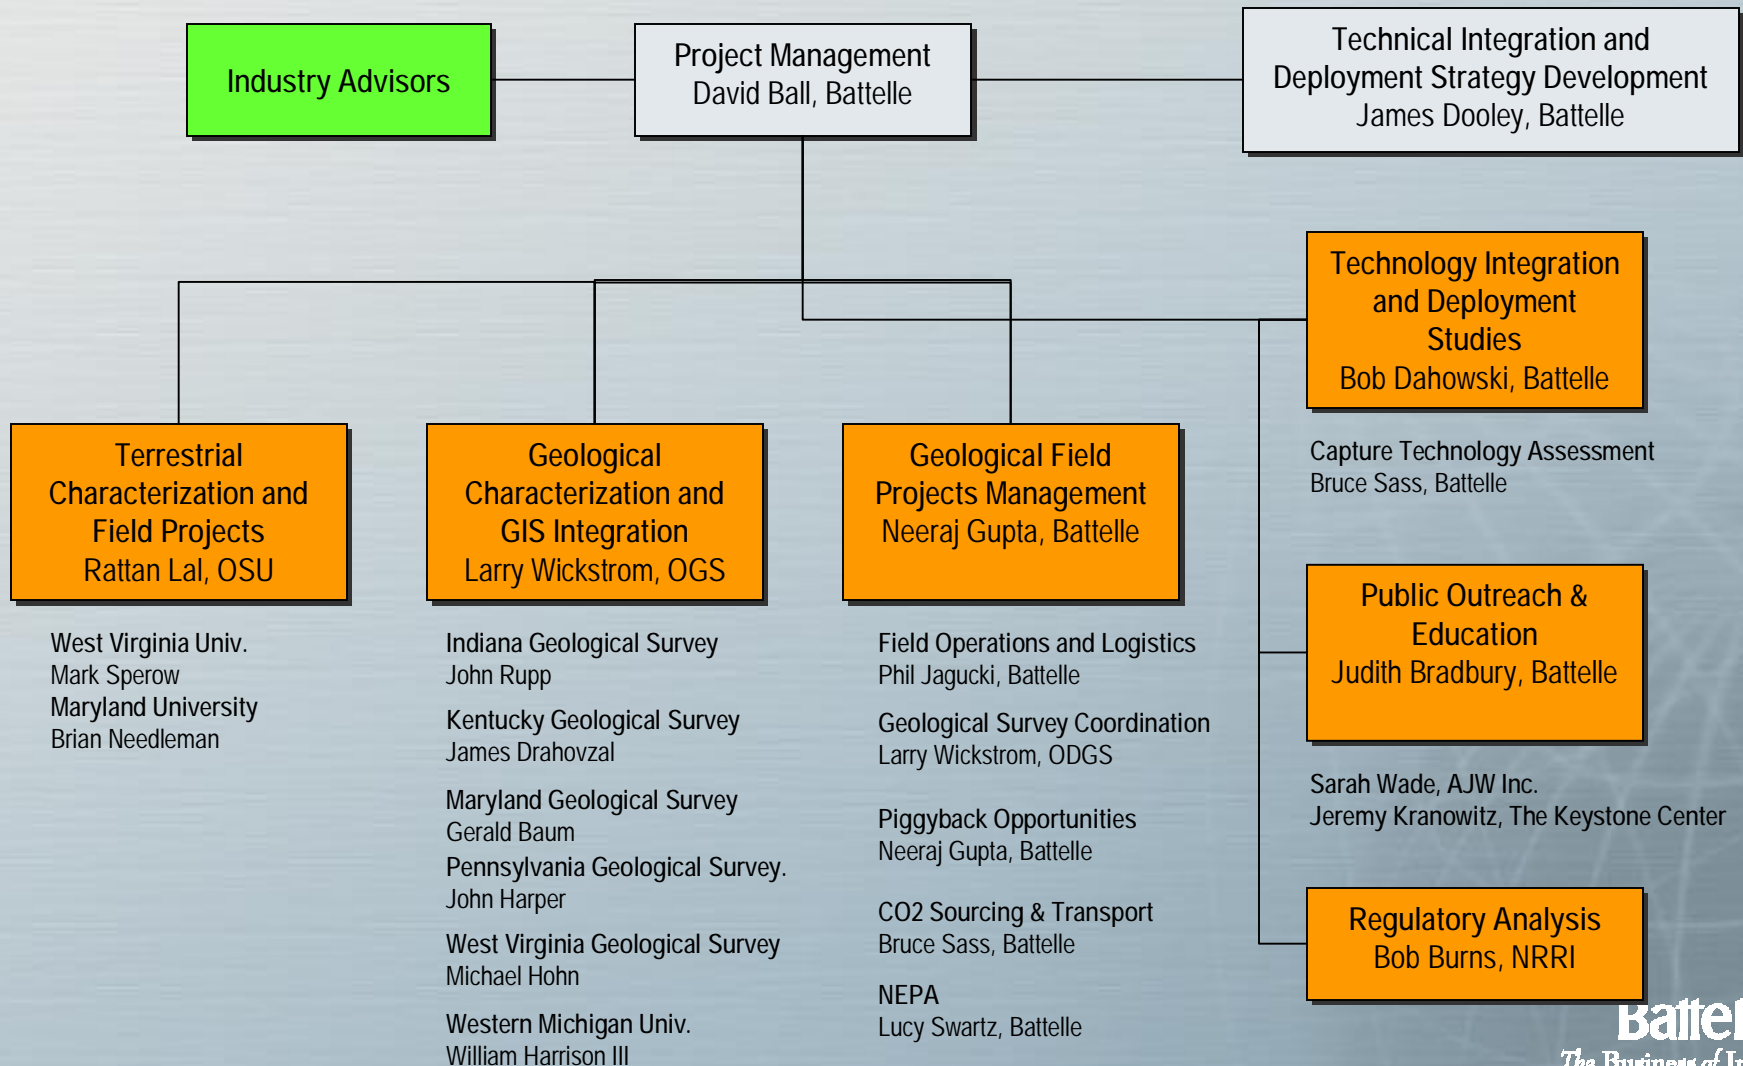 Industry Advisors
Project Management
David Ball, Battelle
Technical Integration and
Deployment Strategy Development
James Dooley, Battelle
Technology Integration
and Deployment
Studies
Bob Dahowski, Battelle
Capture Technology Assessment
Bruce Sass, Battelle
Terrestrial
Characterization and
Field Projects
Rattan Lal, OSU
West Virginia Univ.
Mark Sperow
Maryland University
Brian Needleman
Geological
Characterization and
GIS Integration
Larry Wickstrom, OGS
Indiana Geological Survey
John Rupp
Kentucky Geological Survey
James Drahovzal
Maryland Geological Survey
Gerald Baum
Pennsylvania Geological Survey.
John Harper
West Virginia Geological Survey
Michael Hohn
Western Michigan Univ.
William Harrison III
Geological Field
Projects Management
Neeraj Gupta, Battelle
Field Operations and Logistics
Phil Jagucki, Battelle
Geological Survey Coordination
Larry Wickstrom, ODGS
Piggyback Opportunities
Neeraj Gupta, Battelle
CO2 Sourcing & Transport
Bruce Sass, Battelle
NEPA
Lucy Swartz, Battelle
Public Outreach &
Education
Judith Bradbury, Battelle
Sarah Wade, AJW Inc.
Jeremy Kranowitz, The Keystone Center
Regulatory Analysis
Bob Burns, NRRI
The Business of